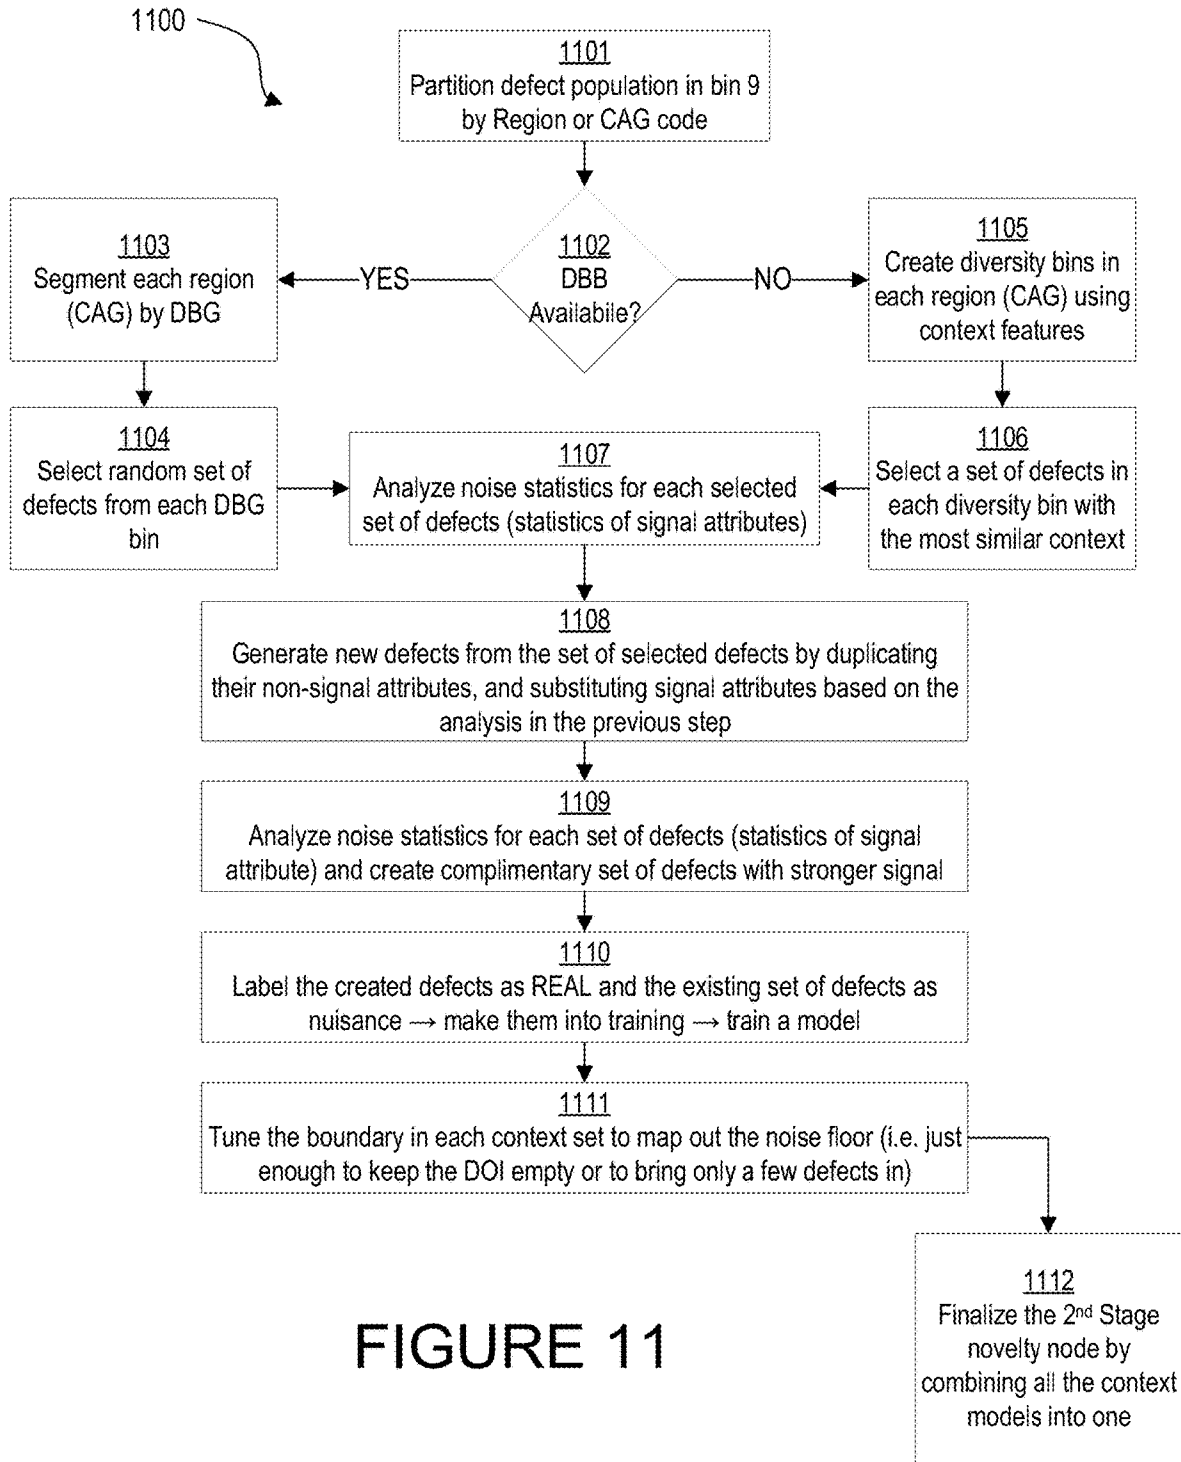 1100
1101
Partition defect population in bin 9
by Region or CAG code
1102
DBB
Availabile?
YES
NO
1103
Segment each region
(CAG) by DBG
1105
Create diversity bins in
each region (CAG) using
context features
1104
Select random set of
defects from each DBG
bin
1107
Analyze noise statistics for each selected
set of defects (statistics of signal attributes)
1106
Select a set of defects in
each diversity bin with
the most similar context
1108
Generate new defects from the set of selected defects by duplicating
their non-signal attributes, and substituting signal attributes based on the
analysis in the previous step
1109
Analyze noise statistics for each set of defects (statistics of signal
attribute) and create complimentary set of defects with stronger signal
1110
Label the created defects as REAL and the existing set of defects as
nuisance → make them into training → train a model
1111
Tune the boundary in each context set to map out the noise floor (i.e. just
enough to keep the DOI empty or to bring only a few defects in)
1112
Finalize the 2nd Stage
novelty node by
combining all the context
models into one
FIGURE 11